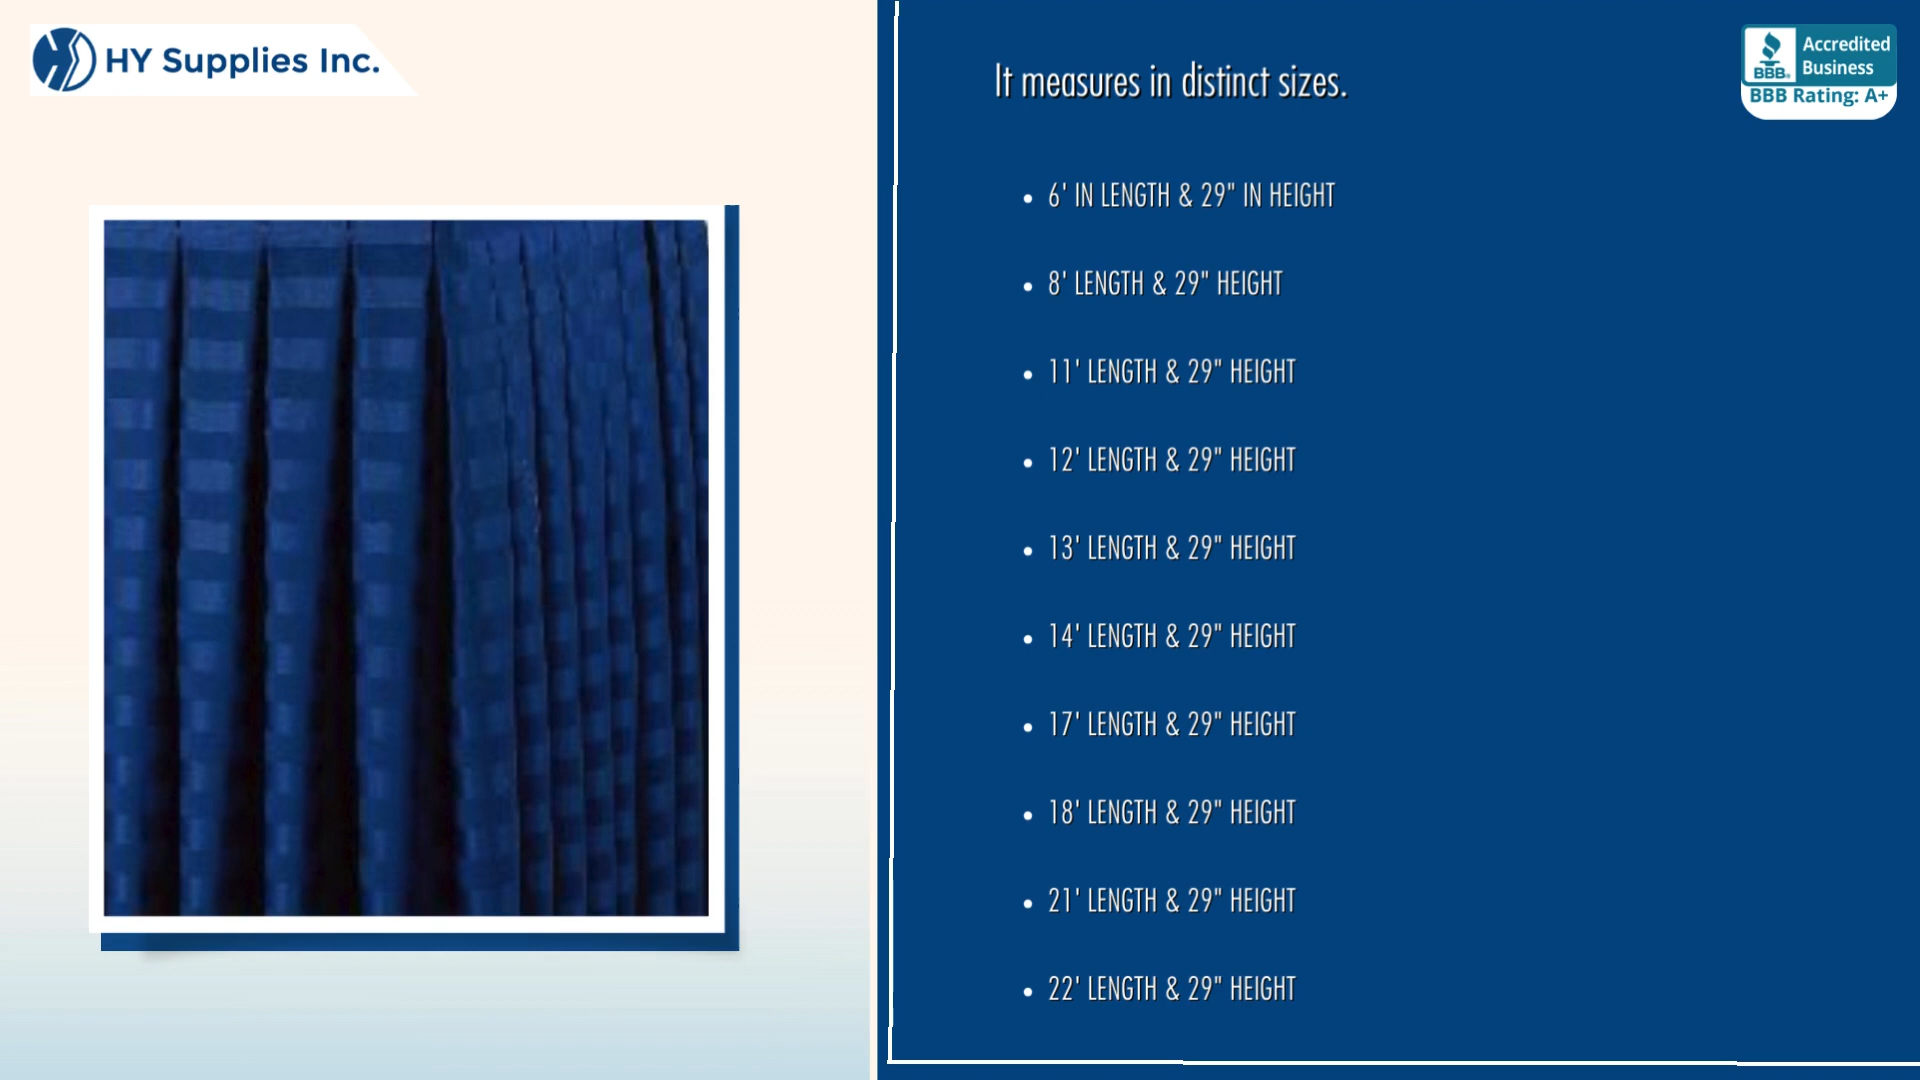 HY Supplies Inc.
It measures in distinct sizes.
Accredited
Business
BBB.
BBB Rating: A+
• 6' IN LENGTH & 29" IN HEIGHT
• 8' LENGTH & 29" HEIGHT
• 11' LENGTH & 29" HEIGHT
• 12' LENGTH & 29" HEIGHT
• 13' LENGTH & 29" HEIGHT
• 14' LENGTH & 29" HEIGHT
• 17' LENGTH & 29" HEIGHT
• 18' LENGTH & 29" HEIGHT
• 21' LENGTH & 29" HEIGHT
• 22' LENGTH & 29" HEIGHT